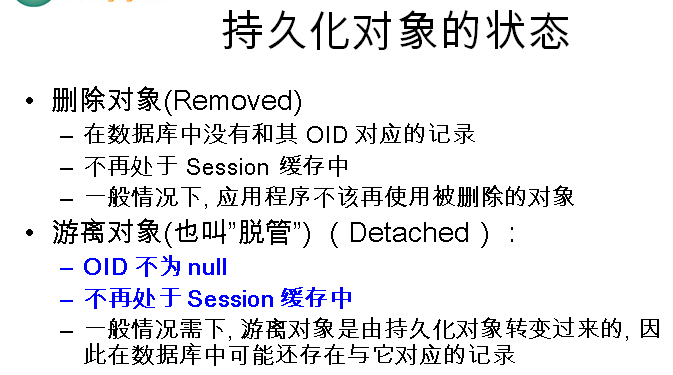 持久化对象的状态
• 删除对象(Removed)
– 在数据库中没有和其 OID 对应的记录
– 不再处于 Session 缓存中
– 一般情况下, 应用程序不该再使用被删除的对象
• 游离对象(也叫”脱管”) （Detached）：
– OID 不为 null
– 不再处于 Session 缓存中
– 一般情况需下, 游离对象是由持久化对象转变过来的, 因
此在数据库中可能还存在与它对应的记录